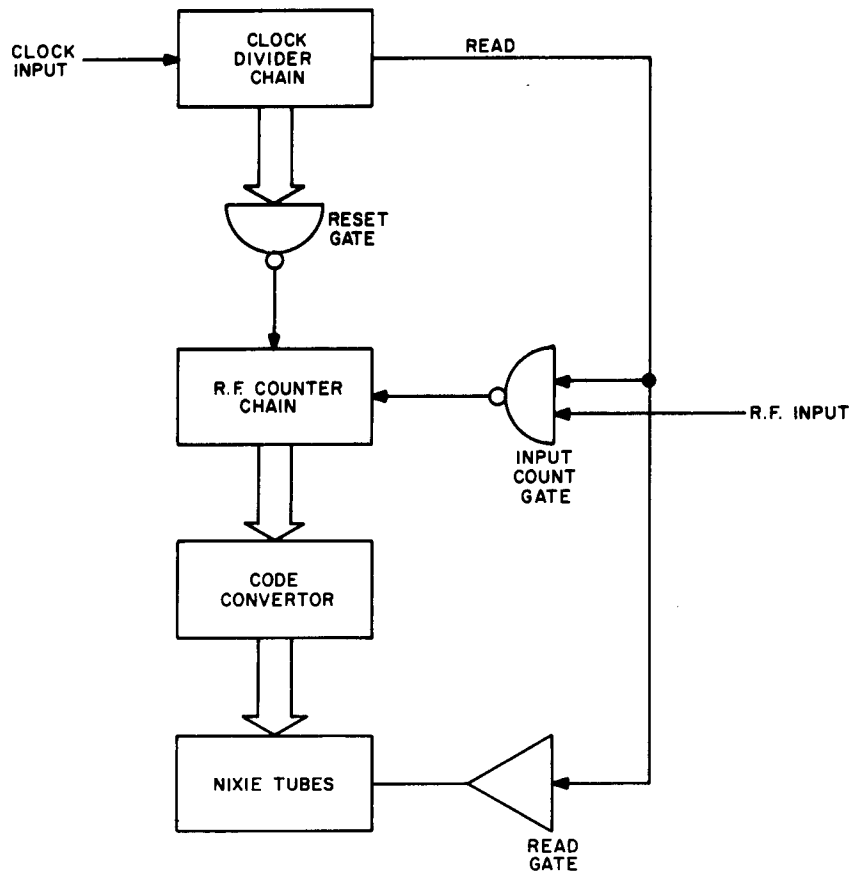 CLOCK
INPUT
CLOCK
DIVIDER
CHAIN
READ
RESET
GATE
R.F. COUNTER
CHAIN
R.F. INPUT
INPUT
COUNT
GATE
CODE
CONVERTOR
NIXIE TUBES
READ
GATE